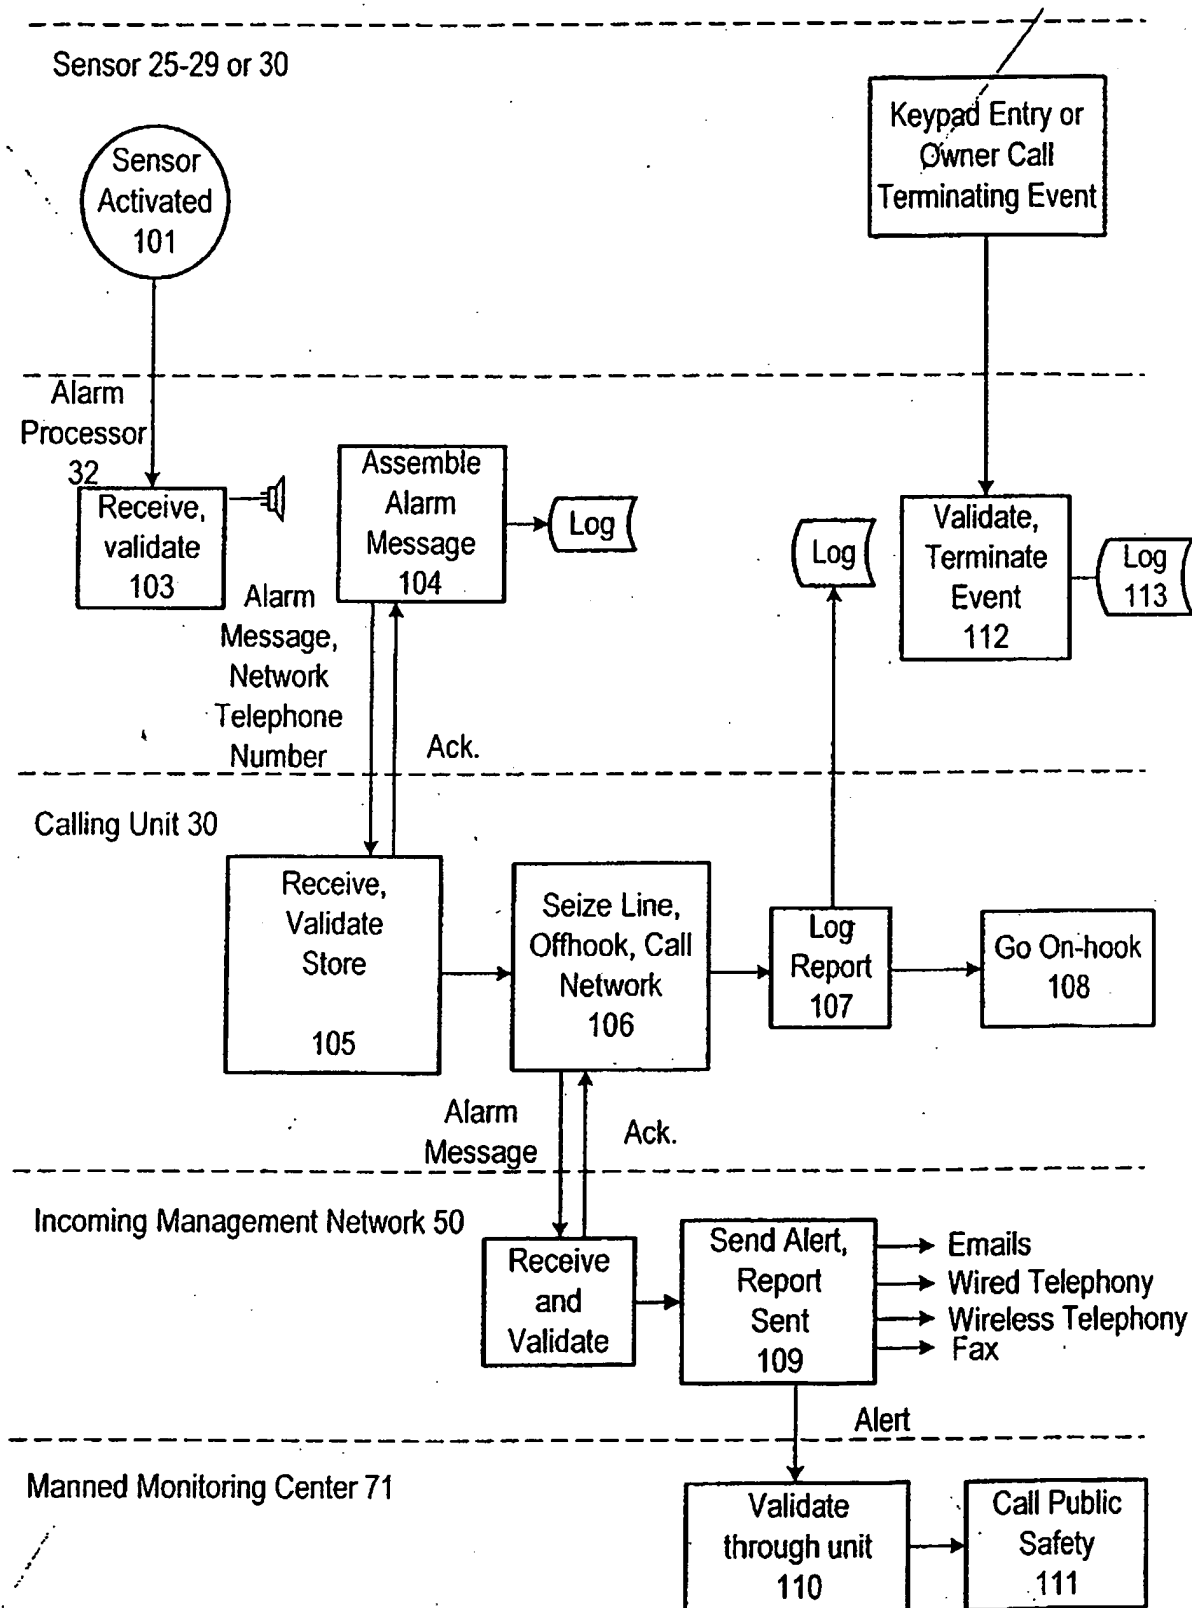 Sensor 25-29 or 30
Sensor
Activated
101
Keypad Entry or
Owner Call
Terminating Event
Alarm
Processor
32
Receive,
validate
103
Assemble
Alarm
Message
104
Log
Log
Validate,
Terminate
Event
112
Log
113
Alarm
Message,
Network
Telephone
Number
Ack.
Calling Unit 30
Receive,
Validate
Store
105
Seize Line,
Offhook, Call
Network
106
Log
Report
107
Go On-hook
108
Alarm
Message
Ack.
Incoming Management Network 50
Receive
and
Validate
Send Alert,
Report
Sent
109
Emails
Wired Telephony
Wireless Telephony
Fax
Alert
Manned Monitoring Center 71
Validate
through unit
110
Call Public
Safety
111